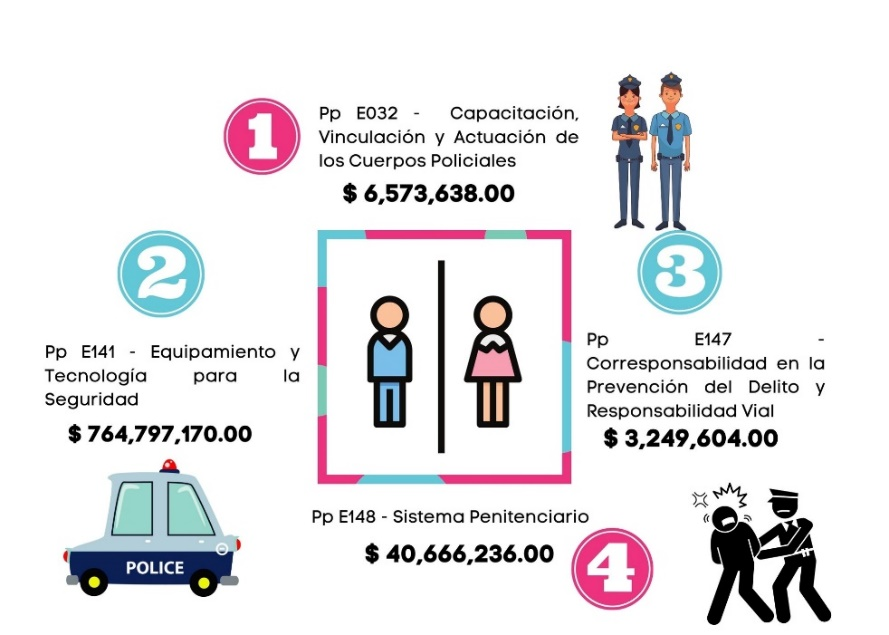 1
Pp E032 - Capacitación,
Vinculación y Actuación de
los Cuerpos Policiales
$ 6,573,638.00
2
Pp E141 - Equipamiento y
Tecnología para la
Seguridad
$ 764,797,170.00
POLICE
3
Pp E147 -
Corresponsabilidad en la
Prevención del Delito y
Responsabilidad Vial
$ 3,249,604.00
Pp E148 - Sistema Penitenciario
$ 40,666,236.00
4